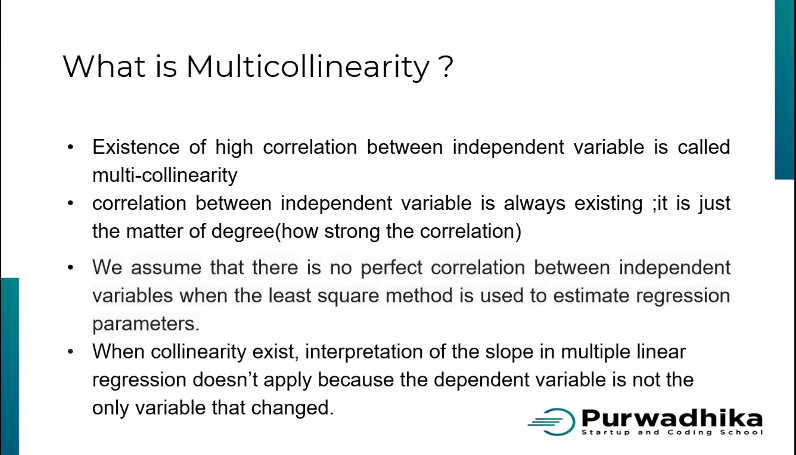 What is Multicollinearity ?
• Existence of high correlation between independent variable is called
multi-collinearity
• correlation between independent variable is always existing ;it is just
the matter of degree(how strong the correlation)
• We assume that there is no perfect correlation between independent
variables when the least square method is used to estimate regression
parameters.
• When collinearity exist, interpretation of the slope in multiple linear
regression doesn’t apply because the dependent variable is not the
only variable that changed.
Purwadhika
Startup and Coding School